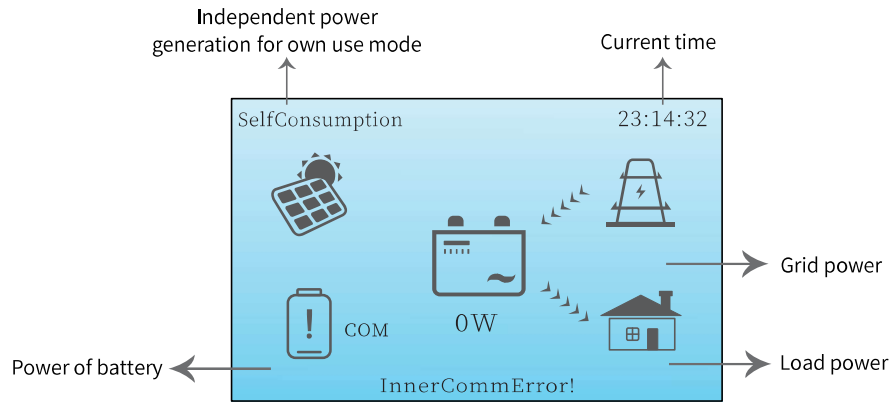 Independent power
generation for own use mode
Current time
SelfConsumption
23:14:32
Grid power
COM
0W
Power of battery
Load power
InnerCommError!